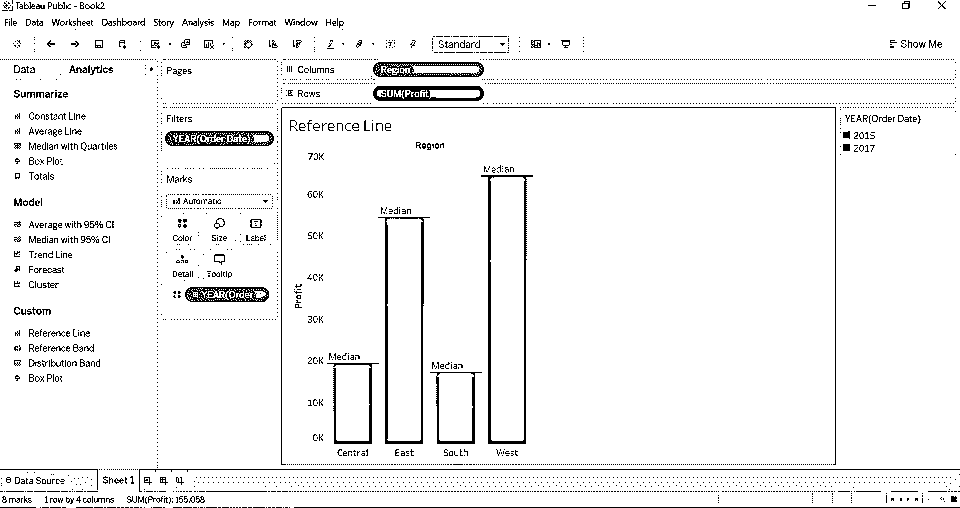 Tableau Public - Book2
File Data Worksheet Dashboard Story Analysis Map Format Window Help
Standard
Show Me
Data Analytics
Pages
Columns Region
Rows SUM(Profit)
Summarize
Constant Line
Average Line
Median with Quartiles
Box Plot
Totals
Model
Average with 95% CI
Median with 95% CI
Trend Line
Forecast
Cluster
Custom
Reference Line
Reference Band
Distribution Band
Box Plot
Filters
YEAR(Order Date)
Marks
Automatic
Color Size Label
Detail Tooltip
YEAR(Order
Reference Line
Region
70K
60K
50K
40K
30K
20K
10K
0K
Profit
Median
Median
Median
Median
Central East South West
YEAR(Order Date)
2015
2017
Data Source Sheet 1
8 marks 1 row by 4 columns SUM(Profit): 155,058